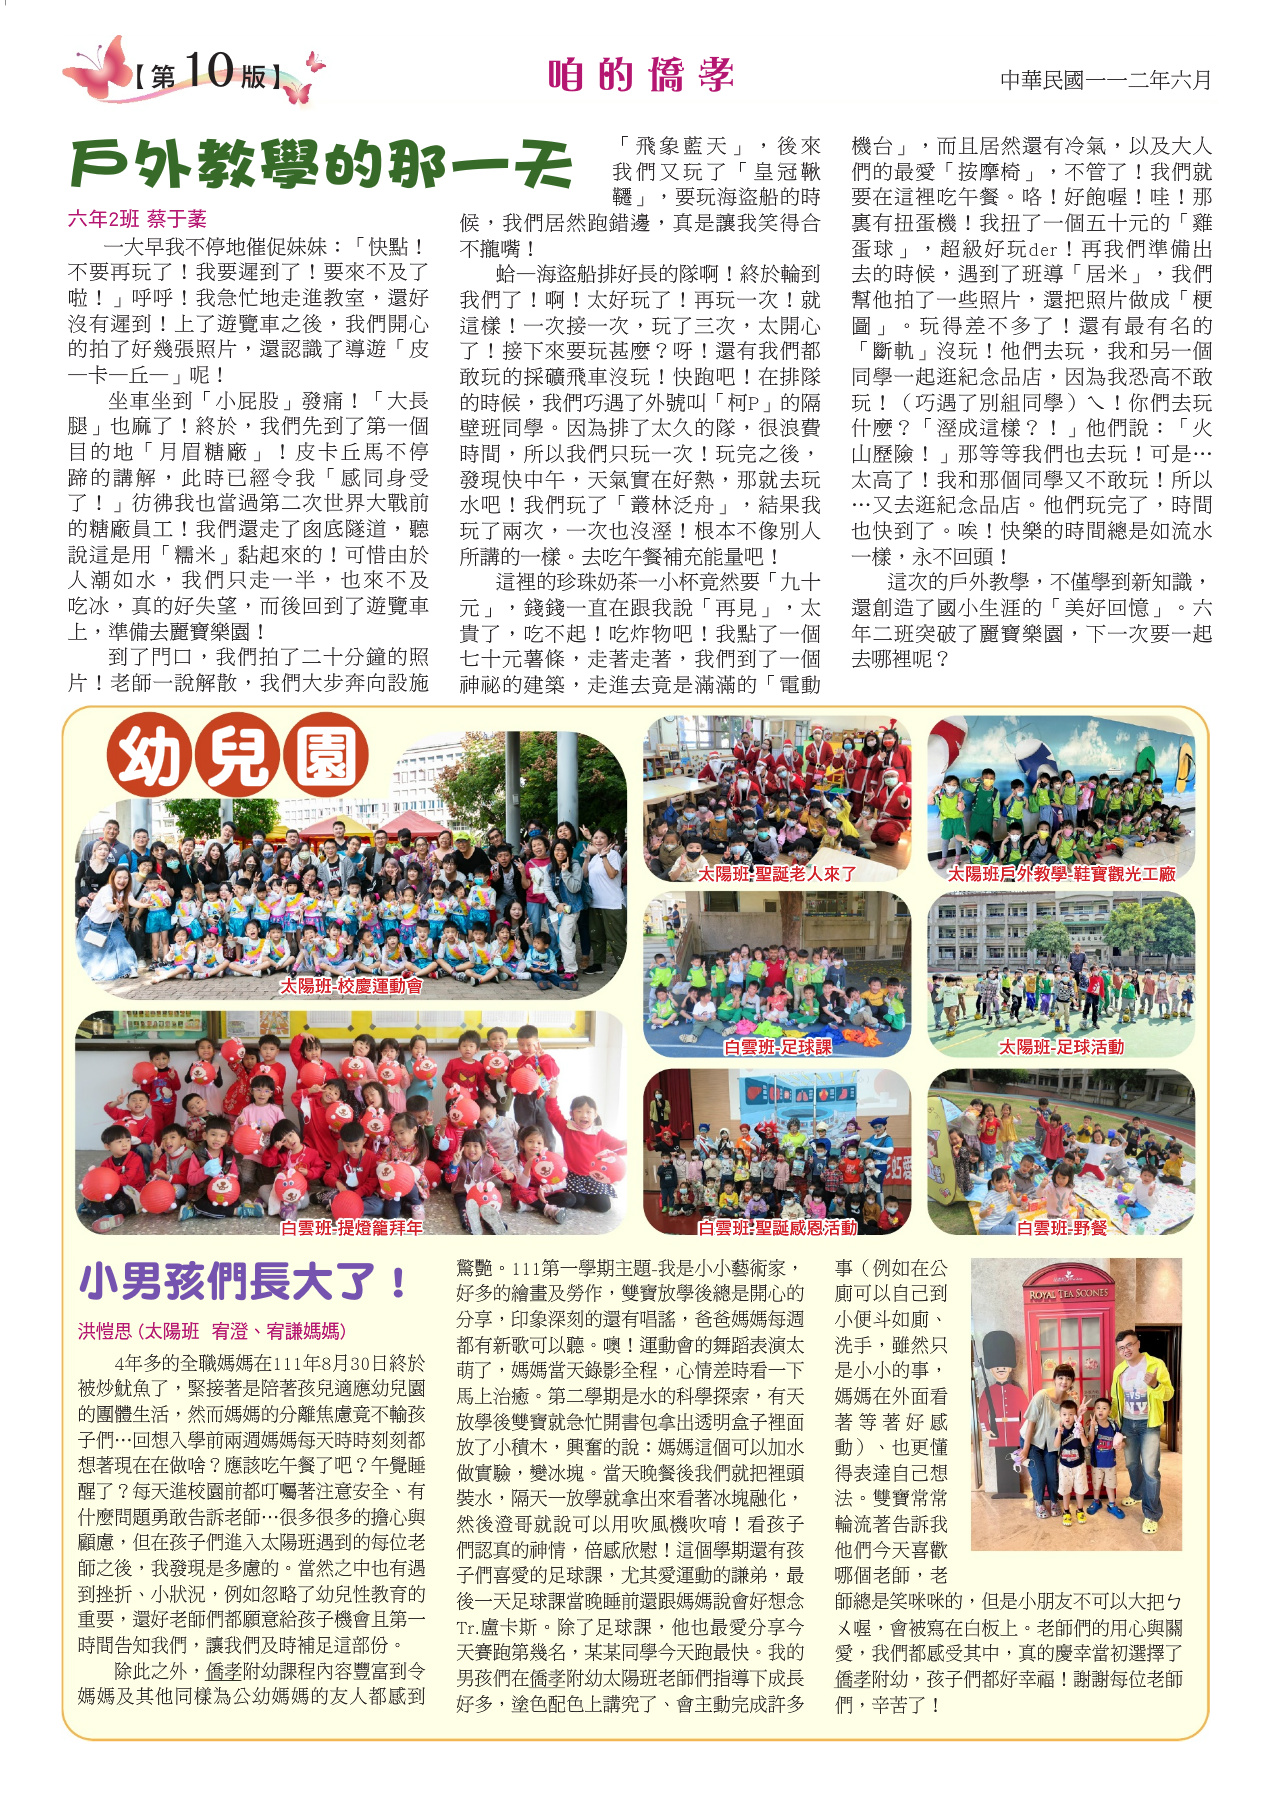 【第10版】
咱的僑孝
中華民國一一二年六月
戶外教學的那一天
六年2班 蔡于蓁
一大早我不停地催促妹妹：「快點！
不要再玩了！我要遲到了！要來不及了
啦！」呼呼！我急忙地走進教室，還好
沒有遲到！上了遊覽車之後，我們開心
的拍了好幾張照片，還認識了導遊「皮
—卡—丘—」呢！
坐車坐到「小屁股」發痛！「大長
腿」也麻了！終於，我們先到了第一個
目的地「月眉糖廠」！皮卡丘馬不停
蹄的講解，此時已經令我「感同身受
了！」彷彿我也當過第二次世界大戰前
的糖廠員工！我們還走了囪底隧道，聽
說這是用「糯米」黏起來的！可惜由於
人潮如水，我們只走一半，也來不及
吃冰，真的好失望，而後回到了遊覽車
上，準備去麗寶樂園！
到了門口，我們拍了二十分鐘的照
片！老師一說解散，我們大步奔向設施
「飛象藍天」，後來
我們又玩了「皇冠鞦
韆」，要玩海盜船的時
候，我們居然跑錯邊，真是讓我笑得合
不攏嘴！
蛤—海盜船排好長的隊啊！終於輪到
我們了！啊！太好玩了！再玩一次！就
這樣！一次接一次，玩了三次，太開心
了！接下來要玩甚麼？呀！還有我們都
敢玩的採礦飛車沒玩！快跑吧！在排隊
的時候，我們巧遇了外號叫「柯P」的隔
壁班同學。因為排了太久的隊，很浪費
時間，所以我們只玩一次！玩完之後，
發現快中午，天氣實在好熱，那就去玩
水吧！我們玩了「叢林泛舟」，結果我
玩了兩次，一次也沒溼！根本不像別人
所講的一樣。去吃午餐補充能量吧！
這裡的珍珠奶茶一小杯竟然要「九十
元」，錢錢一直在跟我說「再見」，太
貴了，吃不起！吃炸物吧！我點了一個
七十元薯條，走著走著，我們到了一個
神祕的建築，走進去竟是滿滿的「電動
機台」，而且居然還有冷氣，以及大人
們的最愛「按摩椅」，不管了！我們就
要在這裡吃午餐。咯！好飽喔！哇！那
裏有扭蛋機！我扭了一個五十元的「雞
蛋球」，超級好玩der！再我們準備出
去的時候，遇到了班導「居米」，我們
幫他拍了一些照片，還把照片做成「梗
圖」。玩得差不多了！還有最有名的
「斷軌」沒玩！他們去玩，我和另一個
同學一起逛紀念品店，因為我恐高不敢
玩！（巧遇了別組同學）ㄟ！你們去玩
什麼？「溼成這樣？！」他們說：「火
山歷險！」那等等我們也去玩！可是…
太高了！我和那個同學又不敢玩！所以
…又去逛紀念品店。他們玩完了，時間
也快到了。唉！快樂的時間總是如流水
一樣，永不回頭！
這次的戶外教學，不僅學到新知識，
還創造了國小生涯的「美好回憶」。六
年二班突破了麗寶樂園，下一次要一起
去哪裡呢？
幼兒園
太陽班-校慶運動會
太陽班-聖誕老人來了
太陽班戶外教學-鞋寶觀光工廠
白雲班-足球課
太陽班-足球活動
白雲班-提燈籠拜年
白雲班-聖誕感恩活動
白雲班-野餐
小男孩們長大了！
洪愷思（太陽班 宥澄、宥謙媽媽）
4年多的全職媽媽在111年8月30日終於
被炒魷魚了，緊接著是陪著孩兒適應幼兒園
的團體生活，然而媽媽的分離焦慮竟不輸孩
子們…回想入學前兩週媽媽每天時時刻刻都
想著現在在做啥？應該吃午餐了吧？午覺睡
醒了？每天進校園前都叮囑著注意安全、有
什麼問題勇敢告訴老師…很多很多的擔心與
顧慮，但在孩子們進入太陽班遇到的每位老
師之後，我發現是多慮的。當然之中也有遇
到挫折、小狀況，例如忽略了幼兒性教育的
重要，還好老師們都願意給孩子機會且第一
時間告知我們，讓我們及時補足這部份。
除此之外，僑孝附幼課程內容豐富到令
媽媽及其他同樣為公幼媽媽的友人都感到
驚艷。111第一學期主題-我是小小藝術家，
好多的繪畫及勞作，雙寶放學後總是開心的
分享，印象深刻的還有唱謠，爸爸媽媽每週
都有新歌可以聽。噢！運動會的舞蹈表演太
萌了，媽媽當天錄影全程，心情差時看一下
馬上治癒。第二學期是水的科學探索，有天
放學後雙寶就急忙開書包拿出透明盒子裡面
放了小積木，興奮的說：媽媽這個可以加水
做實驗，變冰塊。當天晚餐後我們就把裡頭
裝水，隔天一放學就拿出來看著冰塊融化，
然後澄哥就說可以用吹風機吹唷！看孩子
們認真的神情，倍感欣慰！這個學期還有孩
子們喜愛的足球課，尤其愛運動的謙弟，最
後一天足球課當晚睡前還跟媽媽說會好想念
Tr.盧卡斯。除了足球課，他也最愛分享今
天賽跑第幾名，某某同學今天跑最快。我的
男孩們在僑孝附幼太陽班老師們指導下成長
好多，塗色配色上講究了、會主動完成許多
事（例如在公
廁可以自己到
小便斗如廁、
洗手，雖然只
是小小的事，
媽媽在外面看
著等著好感
動）、也更懂
得表達自己想
法。雙寶常常
輪流著告訴我
他們今天喜歡
哪個老師，老
師總是笑咪咪的，但是小朋友不可以大把ㄅ
ㄨ喔，會被寫在白板上。老師們的用心與關
愛，我們都感受其中，真的慶幸當初選擇了
僑孝附幼，孩子們都好幸福！謝謝每位老師
們，辛苦了！
ROYAL TEA SCONES